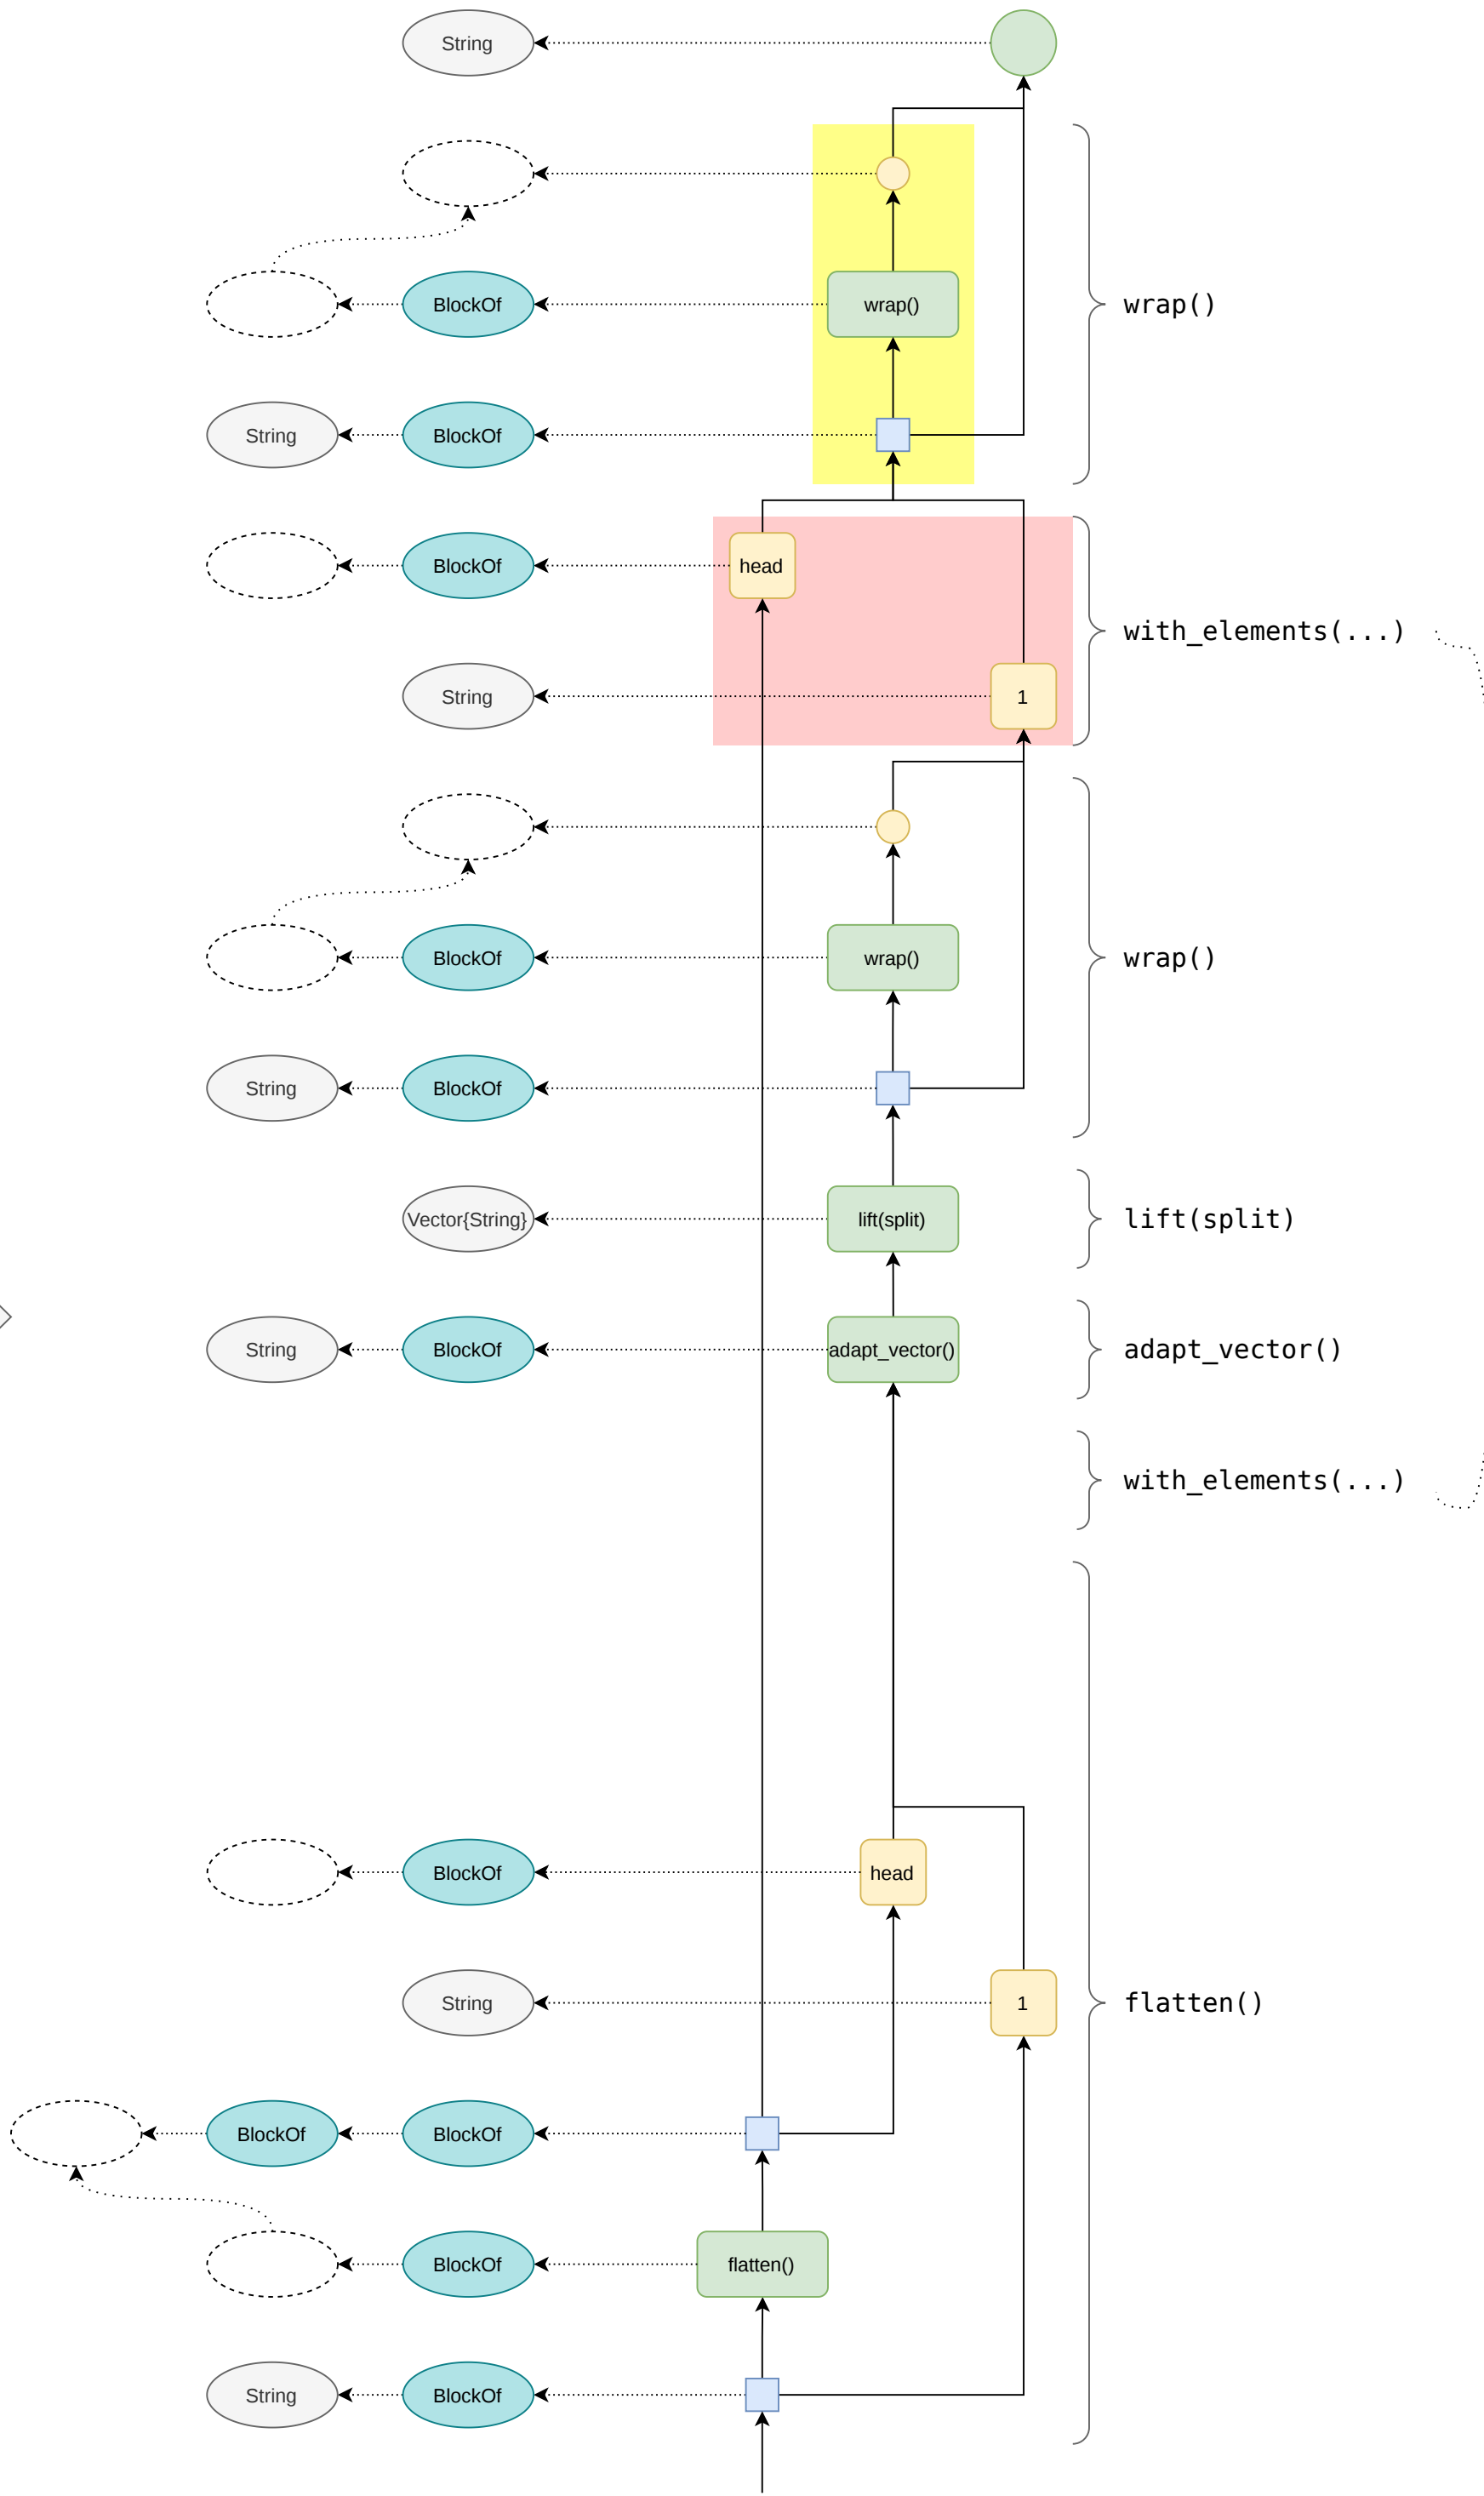 String
BlockOf
wrap()
wrap()
String
BlockOf
BlockOf
head
with_elements(...)
String
1
BlockOf
wrap()
wrap()
String
BlockOf
Vector{String}
lift(split)
lift(split)
String
BlockOf
adapt_vector()
adapt_vector()
with_elements(...)
BlockOf
head
String
1
flatten()
BlockOf
BlockOf
BlockOf
flatten()
String
BlockOf